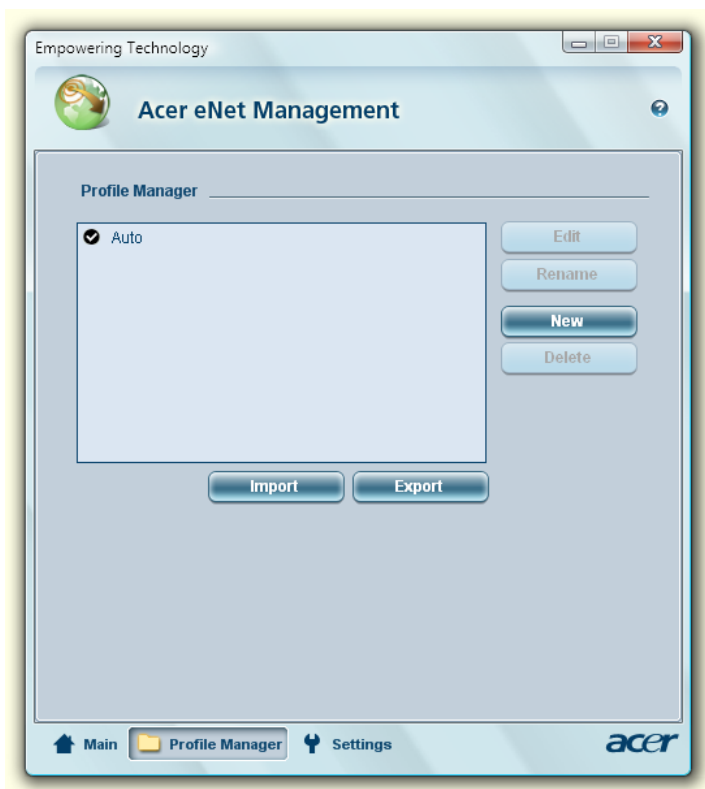 Empowering Technology
Acer eNet Management
Profile Manager
Auto
Edit
Rename
New
Delete
Import Export
Main Profile Manager Settings acer